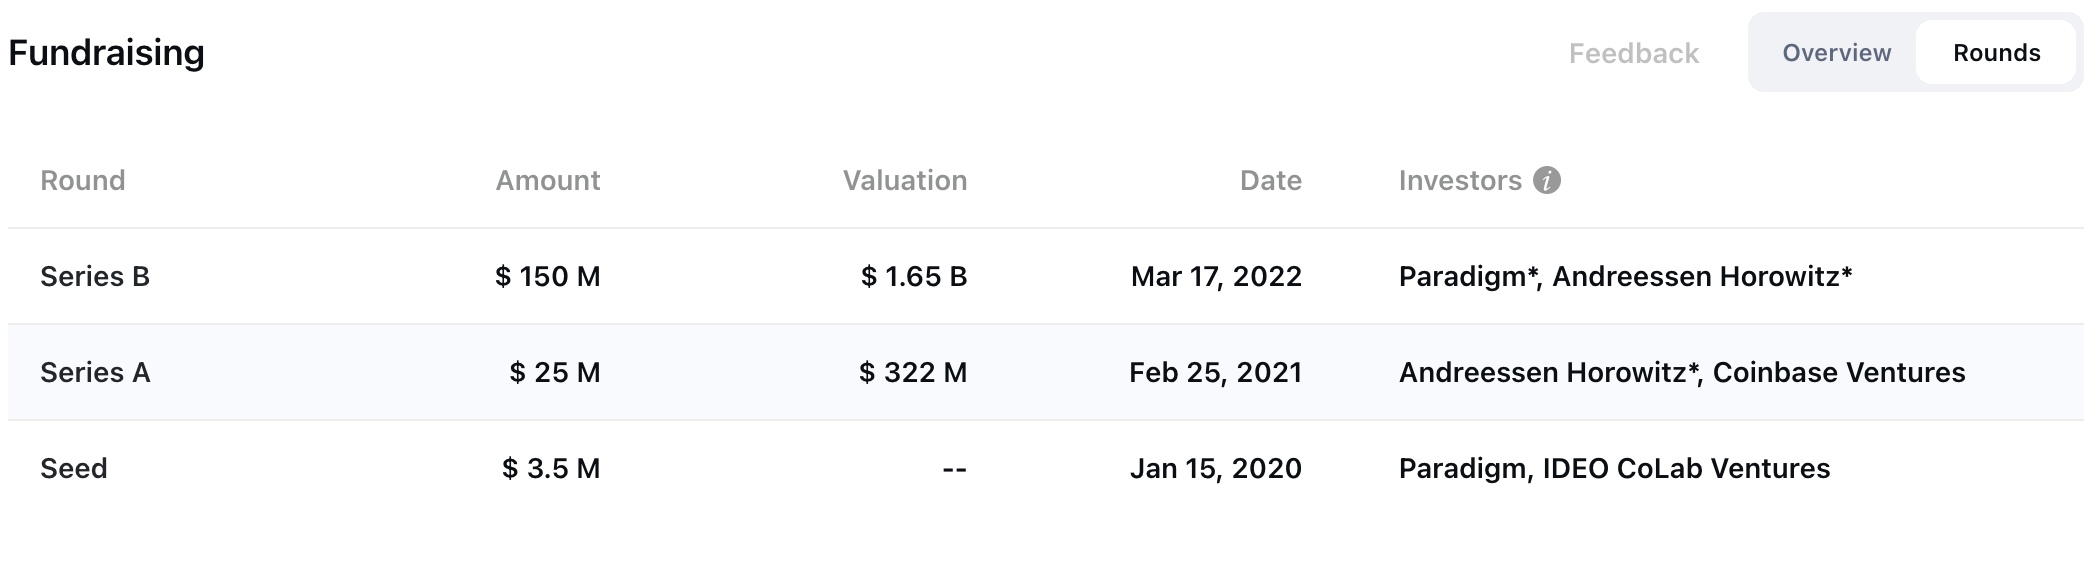 Fundraising Feedback Overview Rounds
Round Amount Valuation Date Investors i
Series B $ 150 M $ 1.65 B Mar 17, 2022 Paradigm*, Andreessen Horowitz*
Series A $ 25 M $ 322 M Feb 25, 2021 Andreessen Horowitz*, Coinbase Ventures
Seed $ 3.5 M -- Jan 15, 2020 Paradigm, IDEO CoLab Ventures